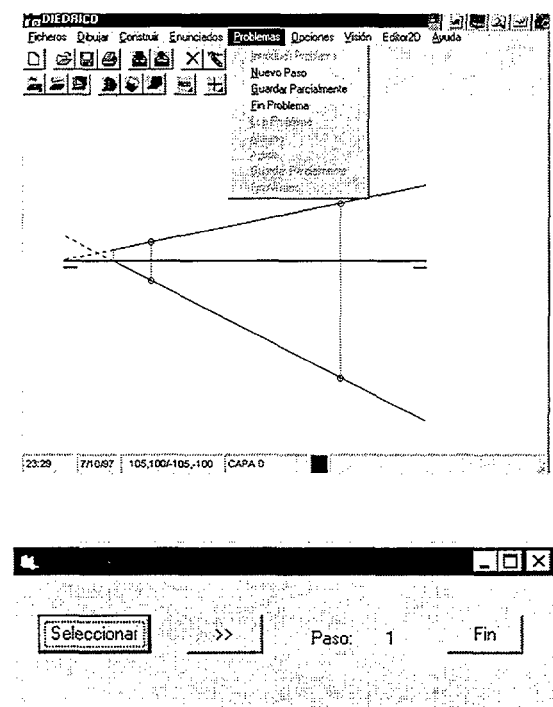 DIEDRICO
Ficheros Dibujar Construir Enunciados Problemas Opciones Visión Editor2D Ayuda
Nuevo Paso
Guardar Parcialmente
Fin Problema
23:29 7/10/97 105,100/-105,-100 CAPA 0
Seleccionar >> Paso: 1 Fin